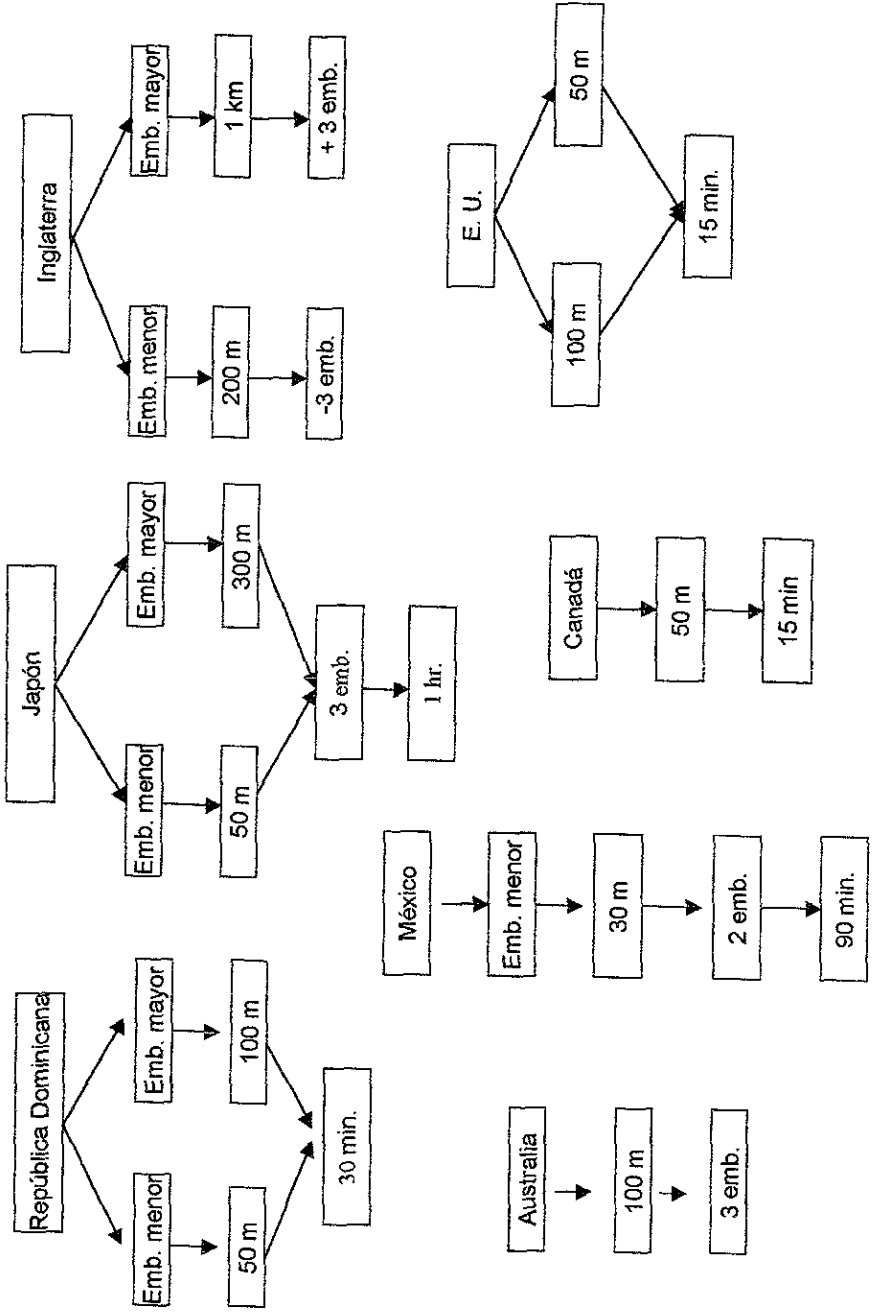 República Dominicana
Emb. menor
Emb. mayor
50 m
100 m
30 min.
Japón
Emb. menor
Emb. mayor
50 m
300 m
3 emb.
1 hr.
Inglaterra
Emb. menor
Emb. mayor
200 m
1 km
-3 emb.
+ 3 emb.
Australia
100 m
3 emb.
México
Emb. menor
30 m
2 emb.
90 min.
Canadá
50 m
15 min
E. U.
100 m
50 m
15 min.